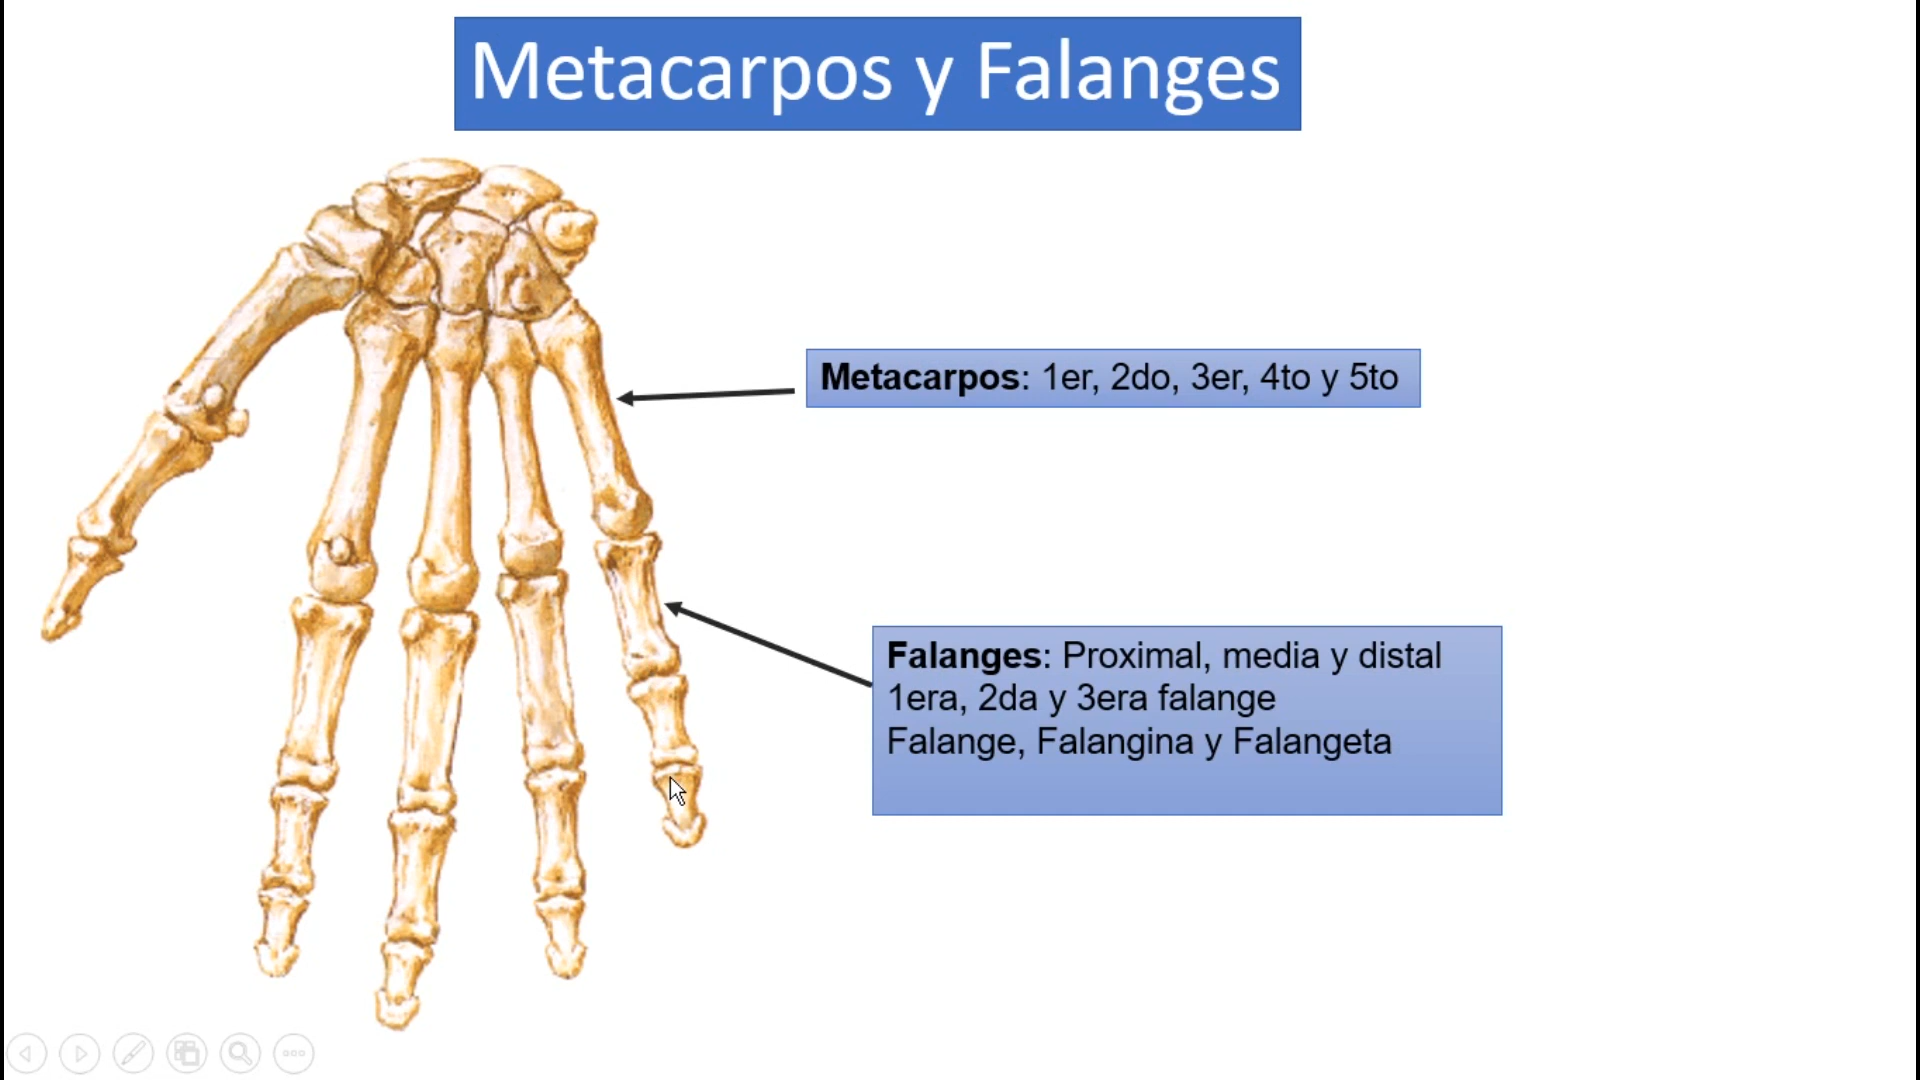 Metacarpos y Falanges
Metacarpos: 1er, 2do, 3er, 4to y 5to
Falanges: Proximal, media y distal
1era, 2da y 3era falange
Falange, Falangina y Falangeta